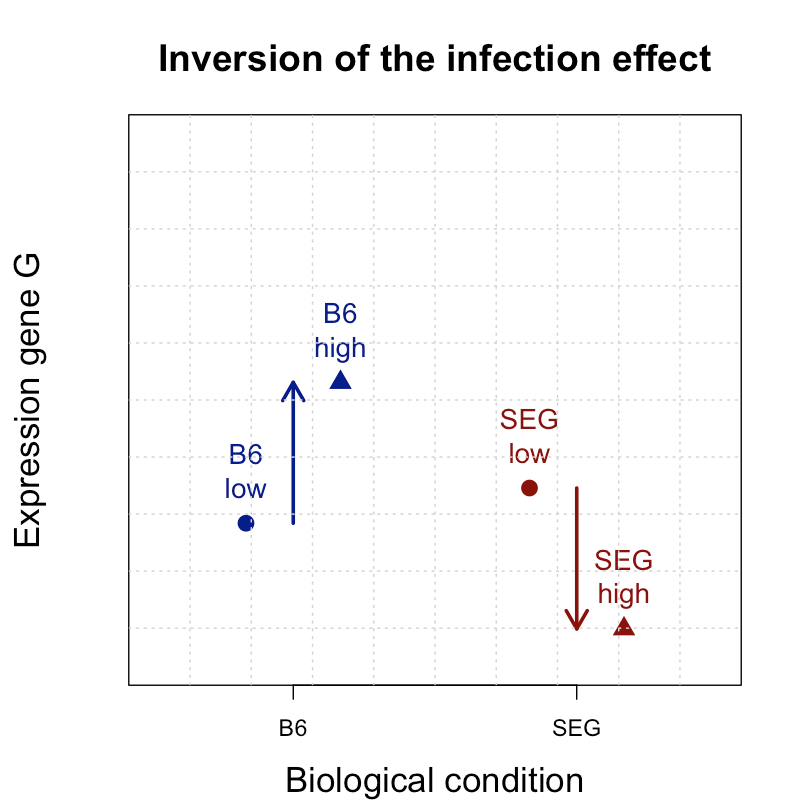 Inversion of the infection effect
Expression gene G
B6
high
SEG
low
B6
low
SEG
high
B6
SEG
Biological condition